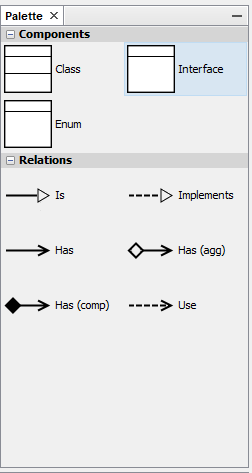 Palette
Components
Class
Interface
Enum
Relations
Is
Implements
Has
Has (agg)
Has (comp)
Use